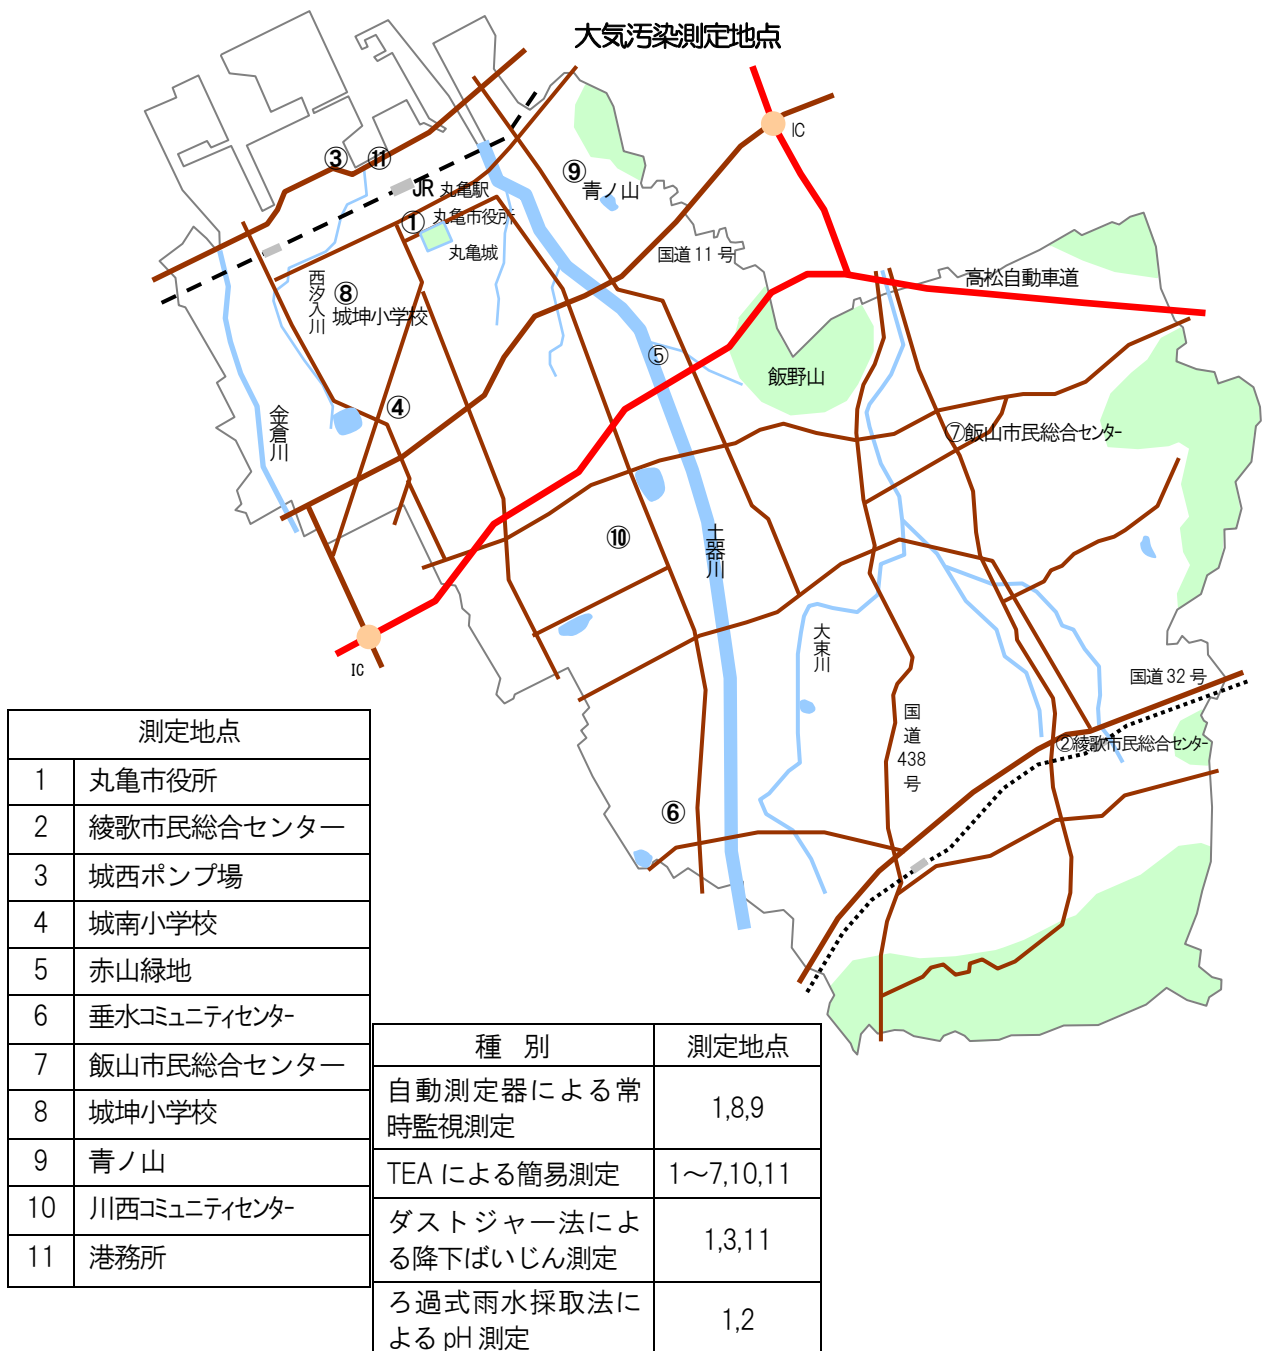 大気汚染測定地点
IC
③
⑪
⑨
青ノ山
JR 丸亀駅
①
丸亀市役所
丸亀城
国道 11 号
高松自動車道
西汐入川
⑧
城坤小学校
⑤
飯野山
④
金倉川
⑦飯山市民総合センター
⑩
土器川
大束川
IC
国道 32 号
国道
438
号
②綾歌市民総合センター
⑥
測定地点
1 丸亀市役所
2 綾歌市民総合センター
3 城西ポンプ場
4 城南小学校
5 赤山緑地
6 垂水コミュニティセンター
7 飯山市民総合センター
8 城坤小学校
9 青ノ山
10 川西コミュニティセンター
11 港務所
種 別 測定地点
自動測定器による常
時監視測定 1,8,9
TEA による簡易測定 1～7,10,11
ダストジャー法によ
る降下ばいじん測定 1,3,11
ろ過式雨水採取法に
よる pH 測定 1,2